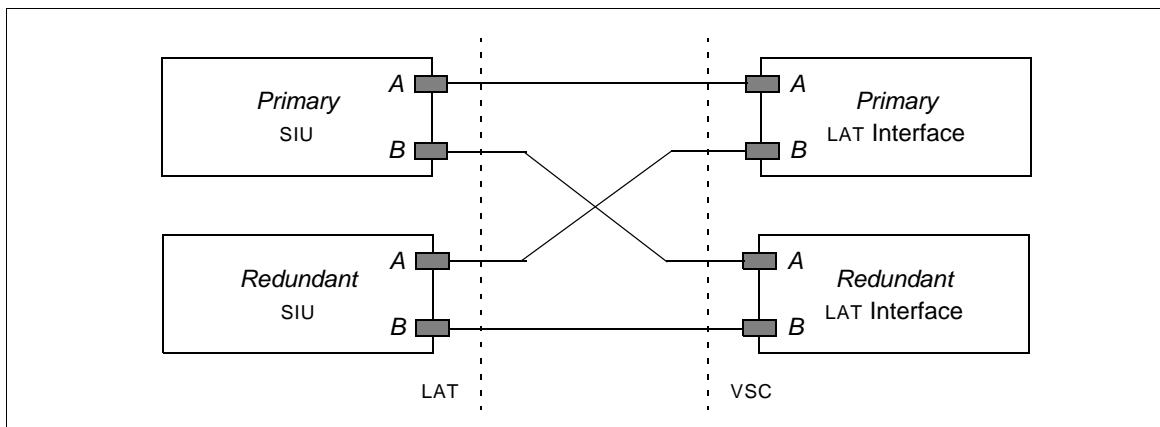 A
Primary
SIU
B
A
Primary
LAT Interface
B
A
Redundant
SIU
B
A
Redundant
LAT Interface
B
LAT
VSC